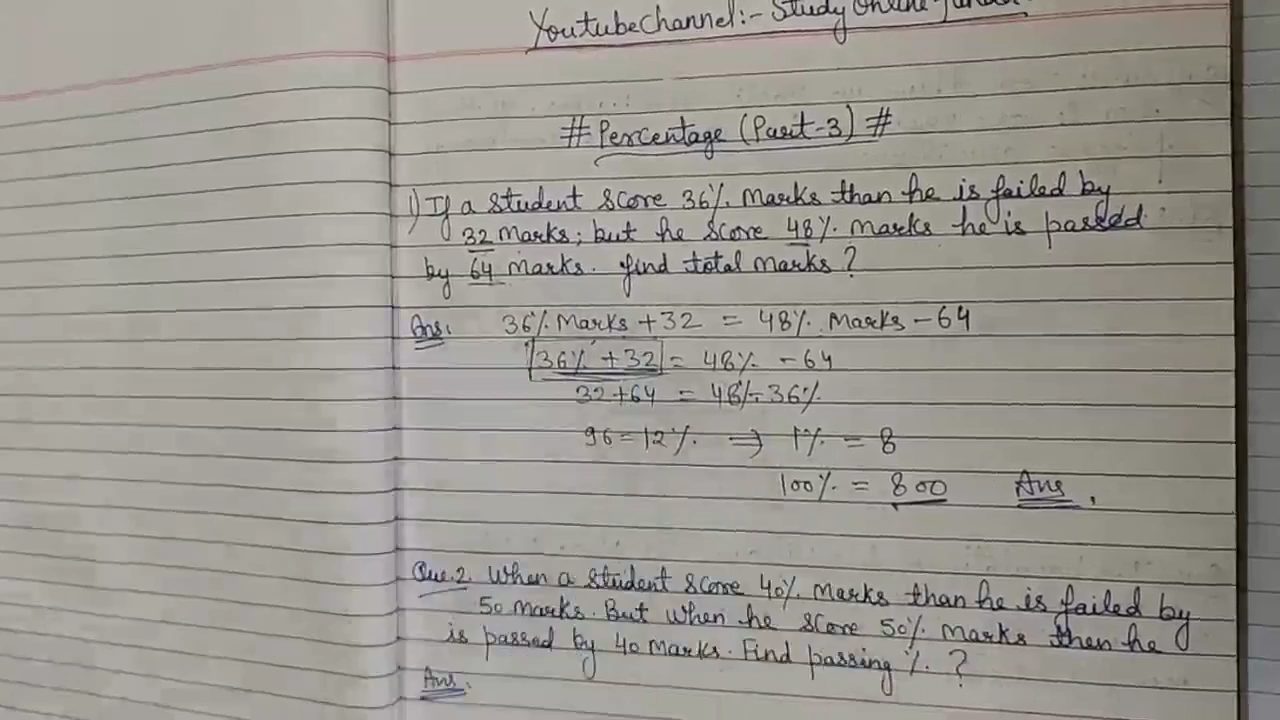 Youtube channel:- Study Online
# Percentage (Part-3) #
1) If a student score 36% Marks than he is failed by
32 Marks; but he score 48% marks he is passed
by 64 marks. find total marks?
Ans. 36% Marks + 32 = 48% Marks - 64
36% + 32 = 48% - 64
32+64 = 48% - 36%
96 = 12% ⇒ 1% = 8
100% = 800 Ans.
Que.2. When a student score 40% Marks than he is failed by
50 marks. But when he score 50% Marks then he
is passed by 40 marks. Find passing %. ?
Ans.